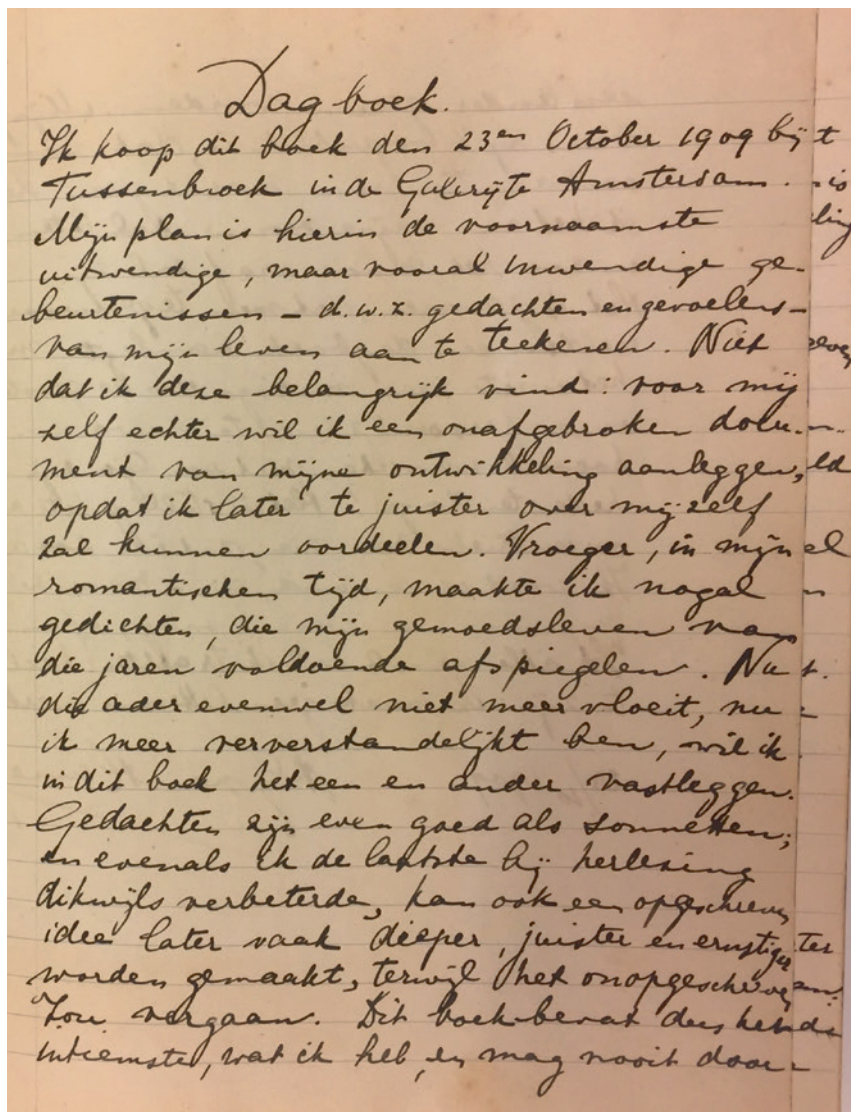 Dagboek.
Ik koop dit boek den 23en October 1909 bij
Tussenbroek in de Galerij te Amsterdam.
Mijn plan is hierin de voornaamste
uitwendige, maar vooral inwendige ge-
beurtenissen – d.w.z. gedachten en gevoelens –
van mijn leven aan te teekenen. Niet
dat ik deze belangrijk vind: voor mij
zelf echter wil ik een onafgebroken docu-
ment van mijne ontwikkeling aanleggen,
opdat ik later te juister over mijzelf
zal kunnen oordeelen. Vroeger, in mijn
romantischen tijd, maakte ik nogal
gedichten, die mijn gemoedsleven van
die jaren voldoende afspiegelen. Nu
die ader evenwel niet meer vloeit, nu
ik meer ververstandelijkt ben, wil ik
in dit boek het een en ander vastleggen.
Gedachten zijn even goed als sonnetten;
en evenals ik de laatste bij herlezing
dikwijls verbeterde, kan ook een opgeschreven
idee later vaak dieper, juister en ernstiger
worden gemaakt, terwijl het onopgeschreven
zou vergaan. Dit boek bevat dus het
intiemste, wat ik heb, en mag nooit door